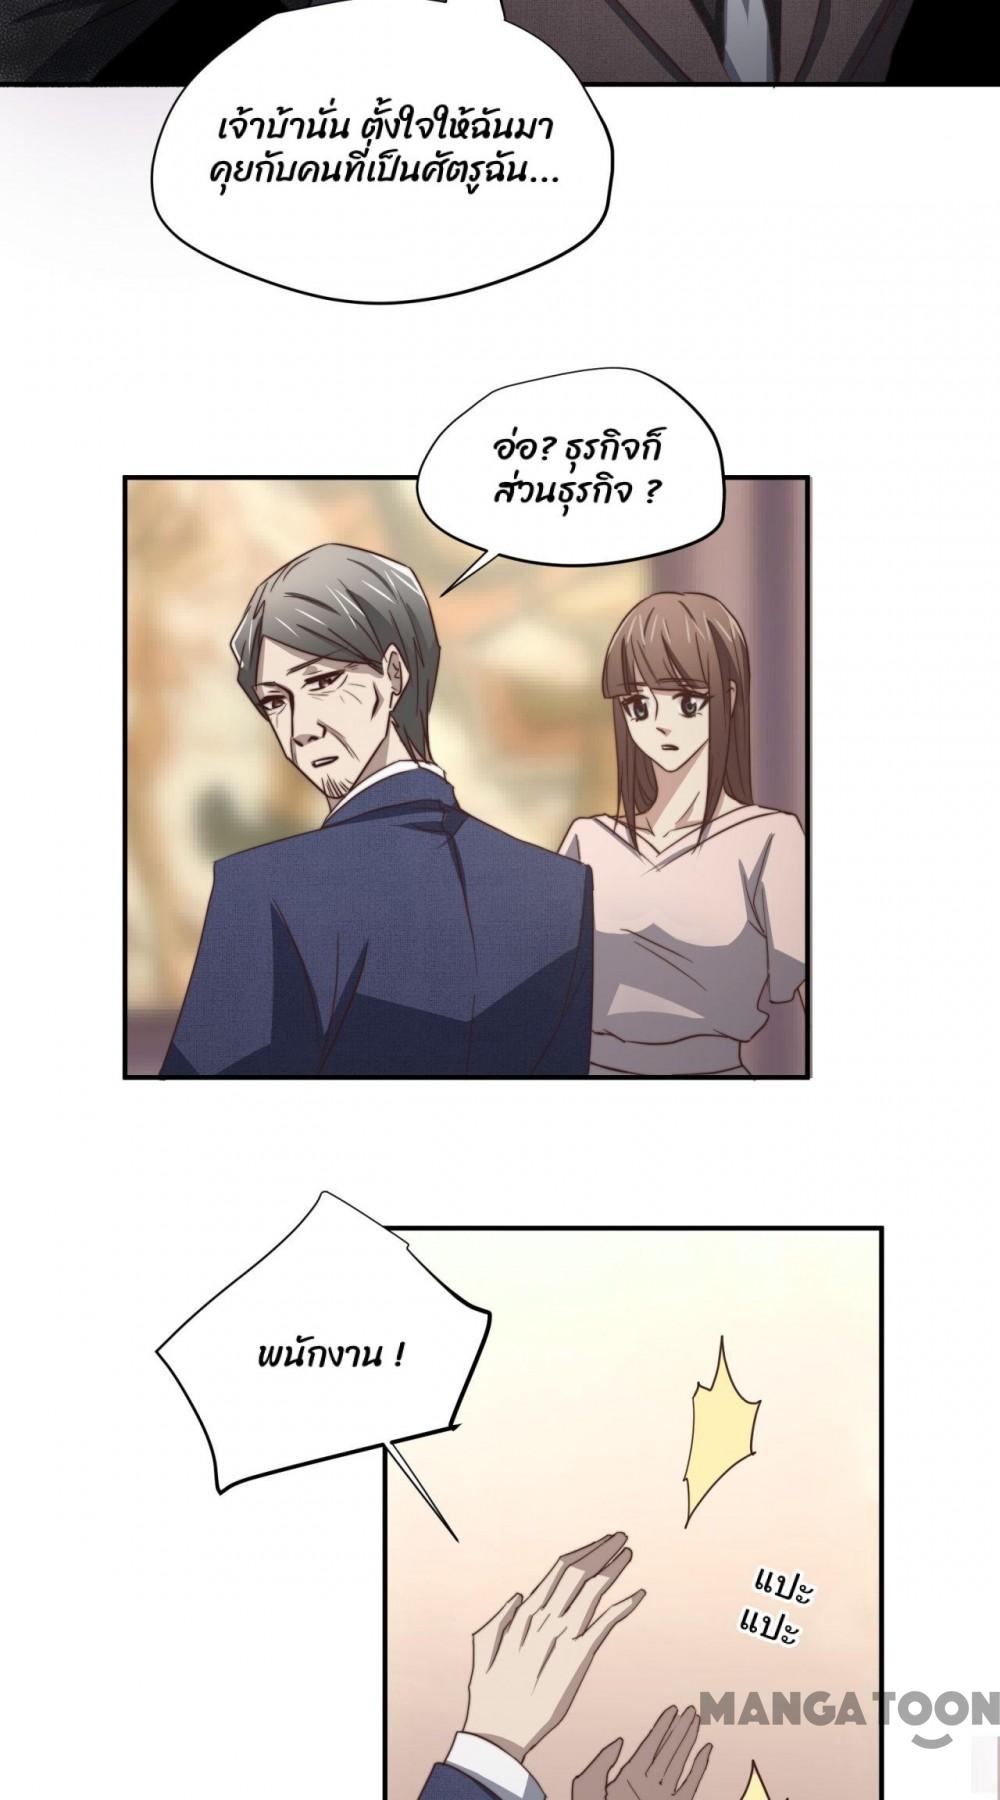 เจ้าบ้านั่น ตั้งใจให้ฉันมา
คุยกับคนที่เป็นศัตรูฉัน...
อ่อ? ธุรกิจก็
ส่วนธุรกิจ ?
พนักงาน !
แปะ
แปะ
MANGATOON